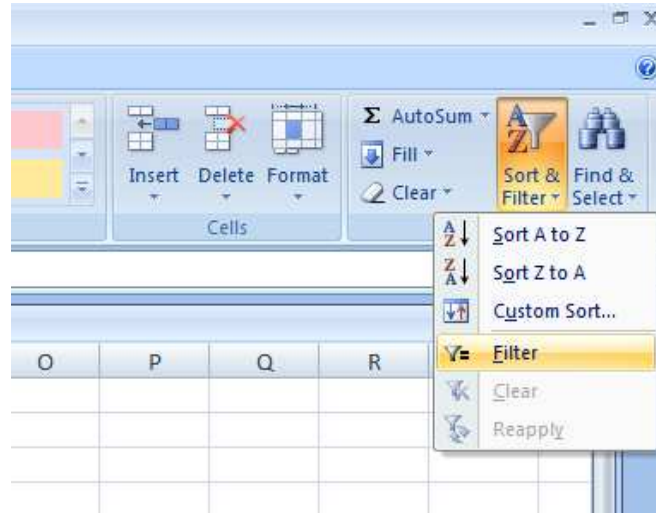 Σ AutoSum
Fill
Clear
Insert Delete Format
Sort & Filter
Find & Select
Cells
Sort A to Z
Sort Z to A
Custom Sort...
Filter
Clear
Reapply
O P Q R